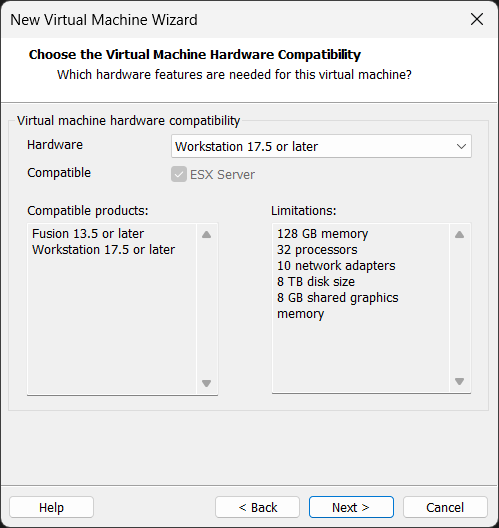 New Virtual Machine Wizard
Choose the Virtual Machine Hardware Compatibility
Which hardware features are needed for this virtual machine?
Virtual machine hardware compatibility
Hardware
Workstation 17.5 or later
Compatible
ESX Server
Compatible products:
Fusion 13.5 or later
Workstation 17.5 or later
Limitations:
128 GB memory
32 processors
10 network adapters
8 TB disk size
8 GB shared graphics
memory
Help
< Back
Next >
Cancel